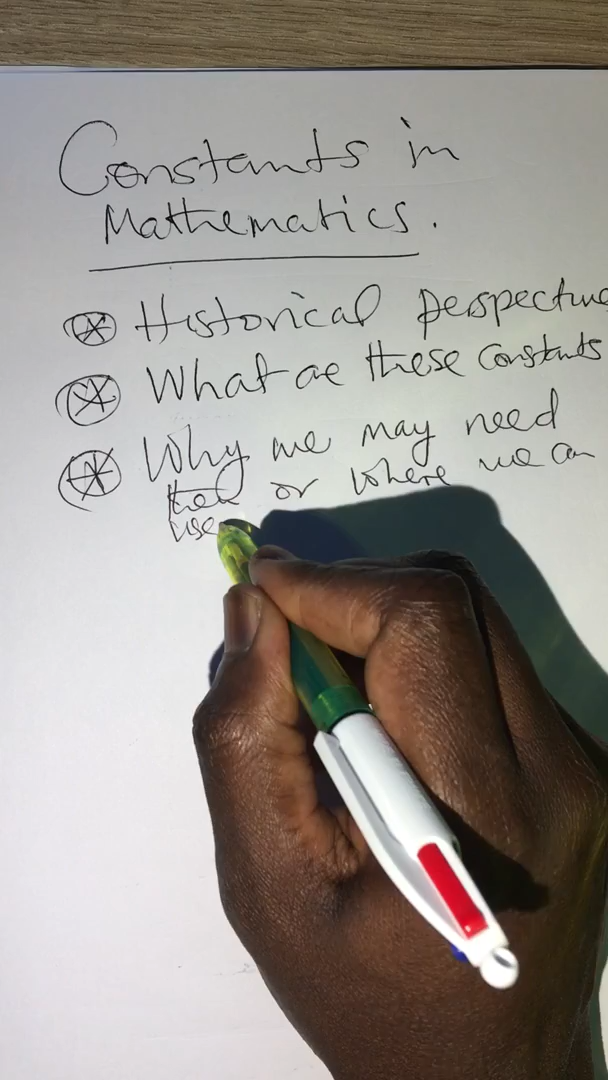 Constants in
Mathematics.
Historical perspective
What are these constants
Why we may need
or where we can
use